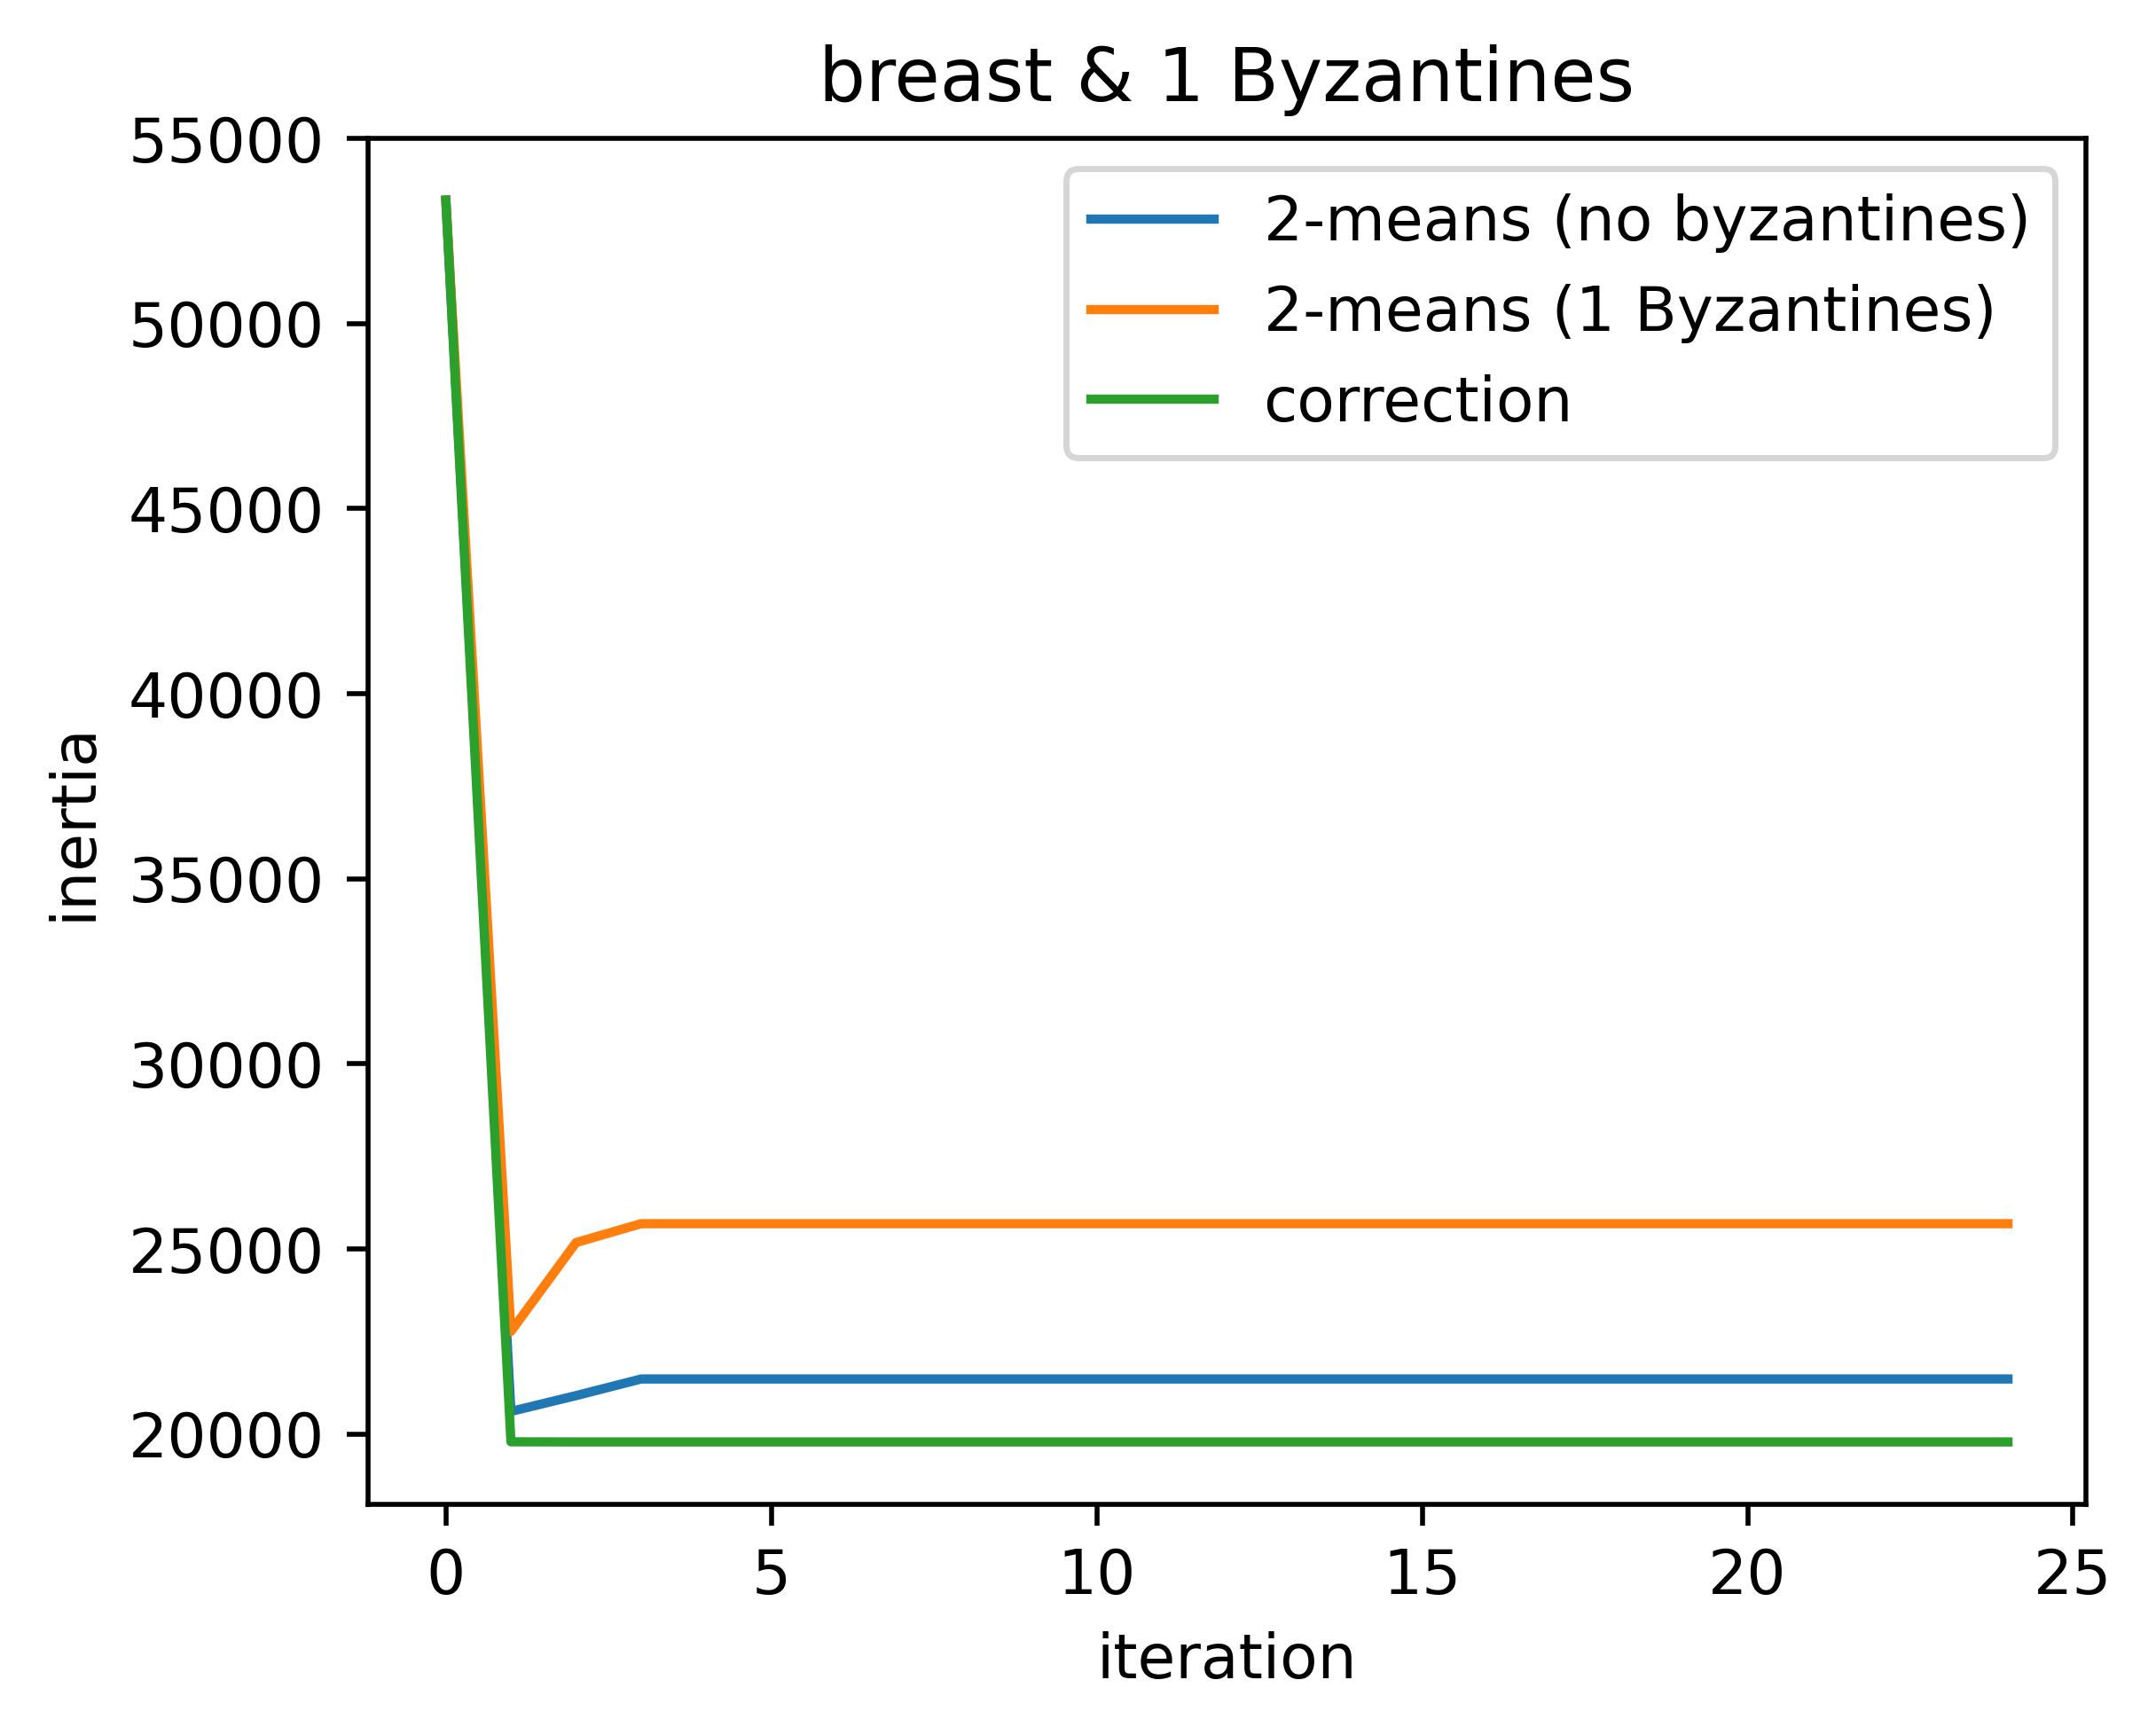 breast & 1 Byzantines
55000
50000
45000
40000
35000
30000
25000
20000
inertia
2-means (no byzantines)
2-means (1 Byzantines)
correction
0 5 10 15 20 25
iteration